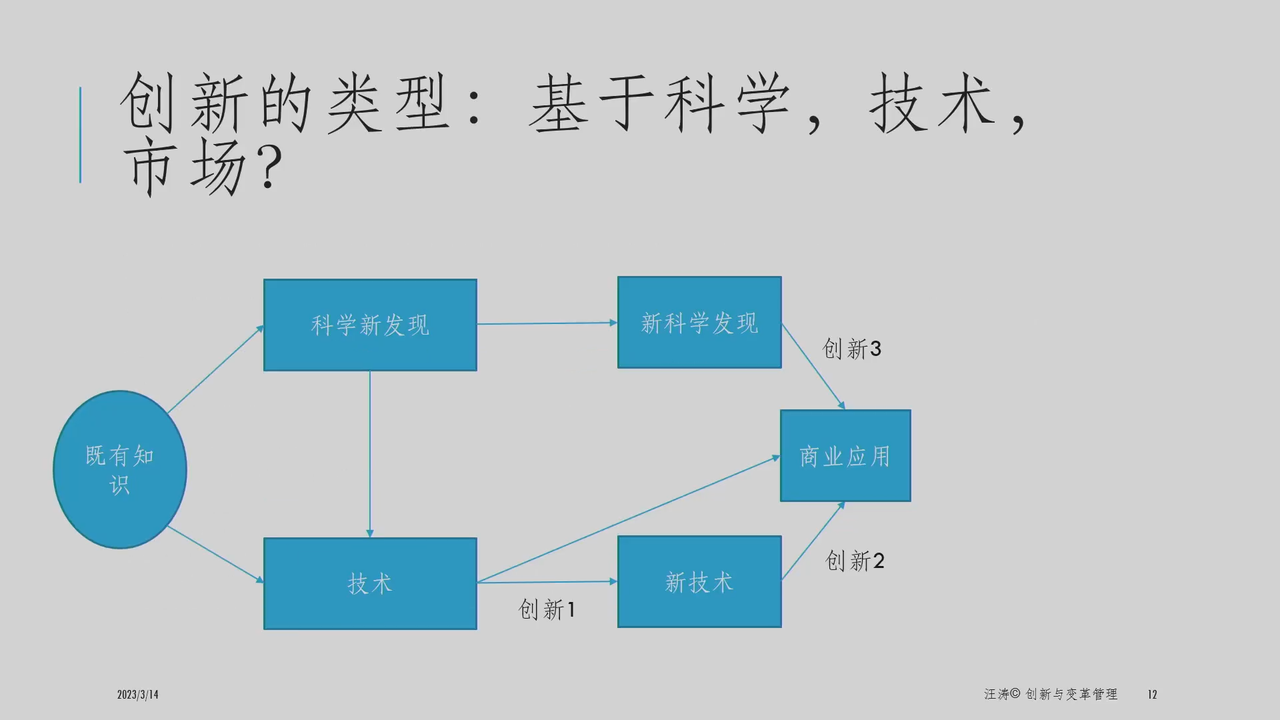 创新的类型：基于科学，技术，
市场？
科学新发现
新科学发现
创新3
既有知
识
商业应用
技术
新技术
创新2
创新1
2023/3/14
汪涛© 创新与变革管理
12